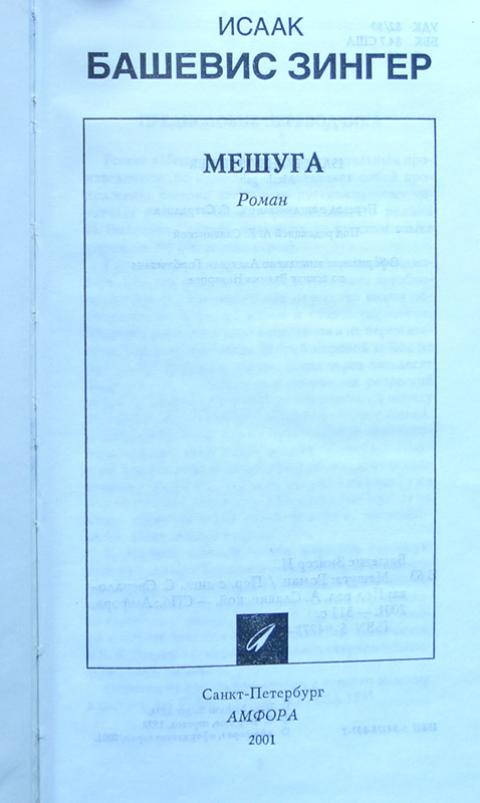 ИСААК
БАШЕВИС ЗИНГЕР
МЕШУГА
Роман
Санкт-Петербург
АМФОРА
2001